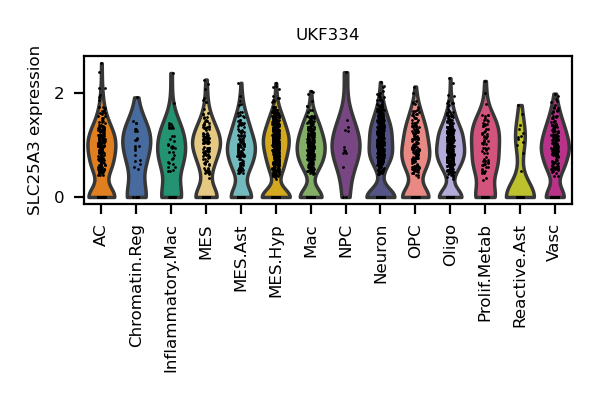 UKF334
SLC25A3 expression
2
0
AC
Chromatin.Reg
Inflammatory.Mac
MES
MES.Ast
MES.Hyp
Mac
NPC
Neuron
OPC
Oligo
Prolif.Metab
Reactive.Ast
Vasc